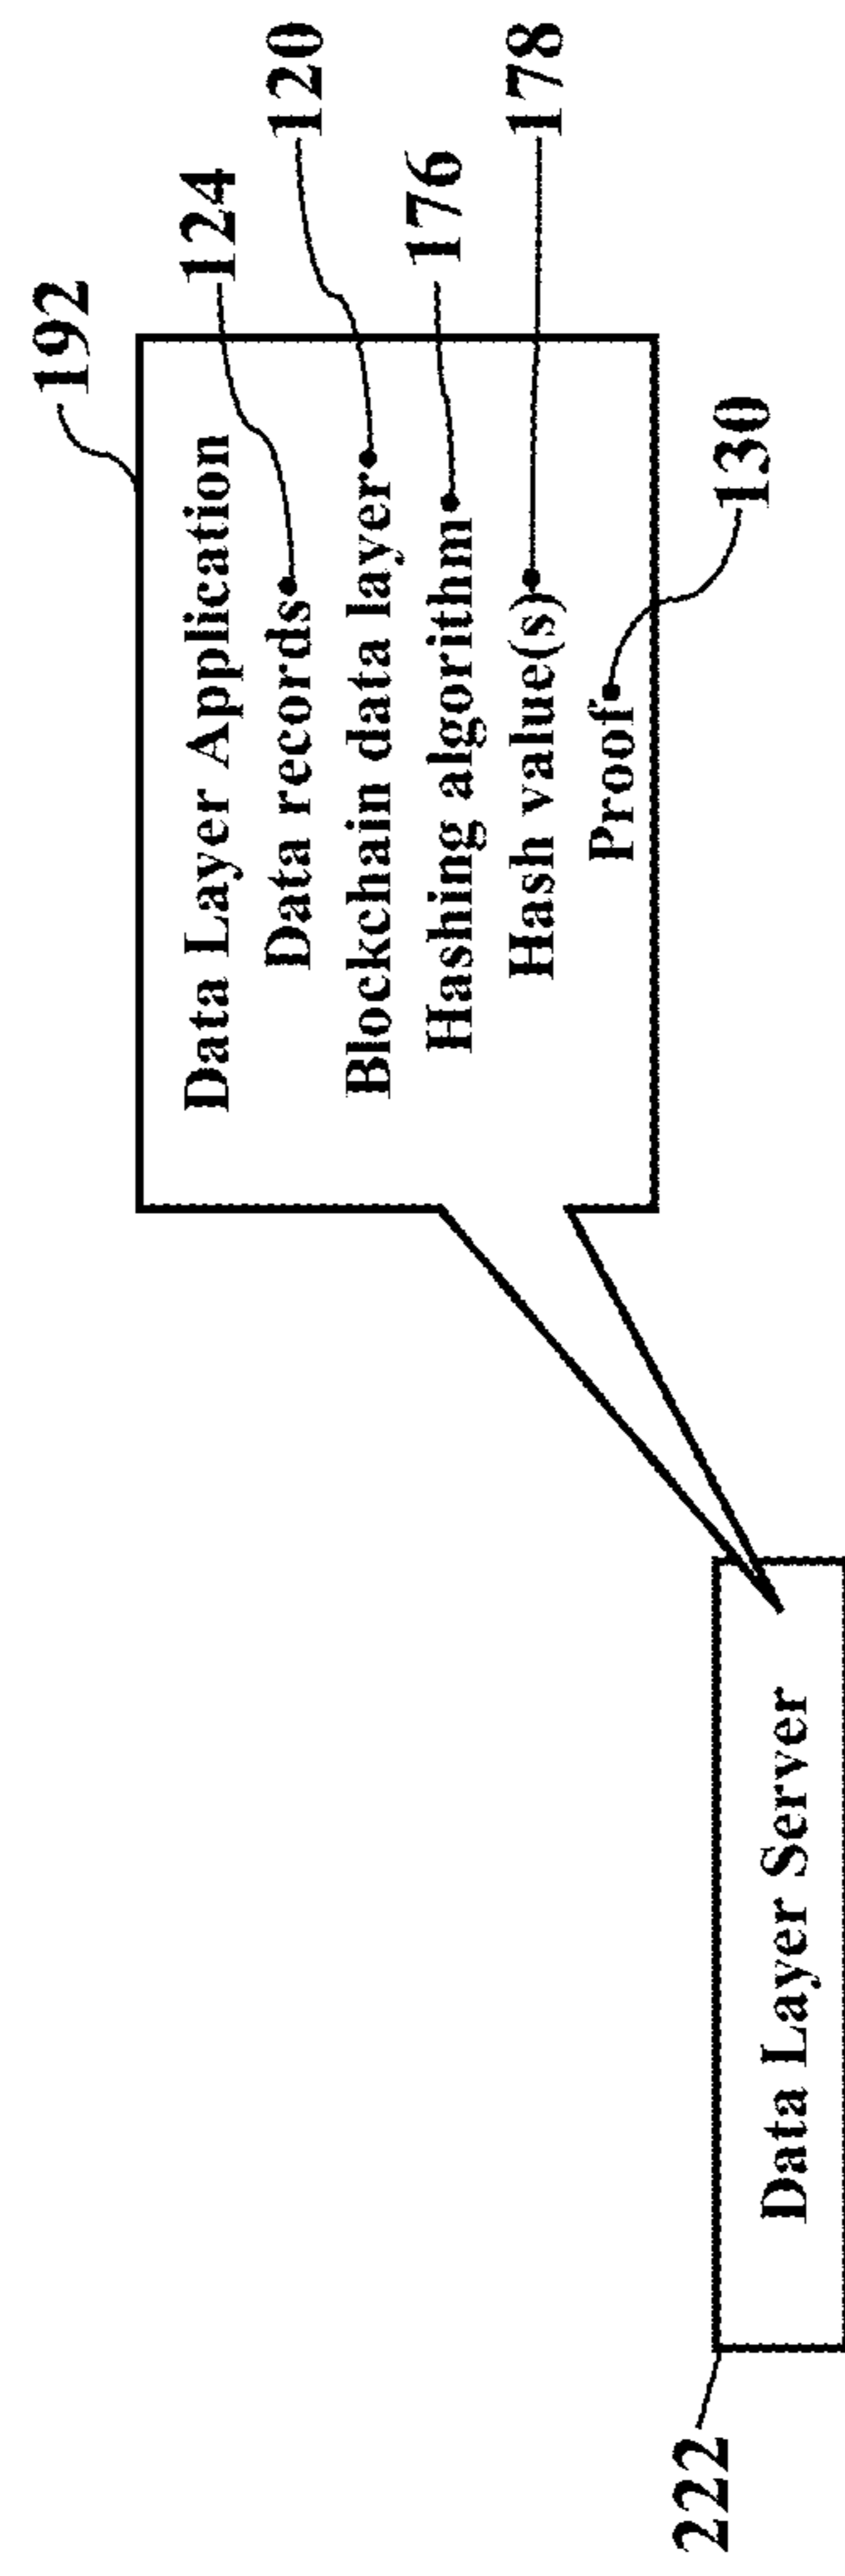 192
Data Layer Application
Data records 124
Blockchain data layer 120
Hashing algorithm 176
Hash value(s) 178
Proof 130
222
Data Layer Server